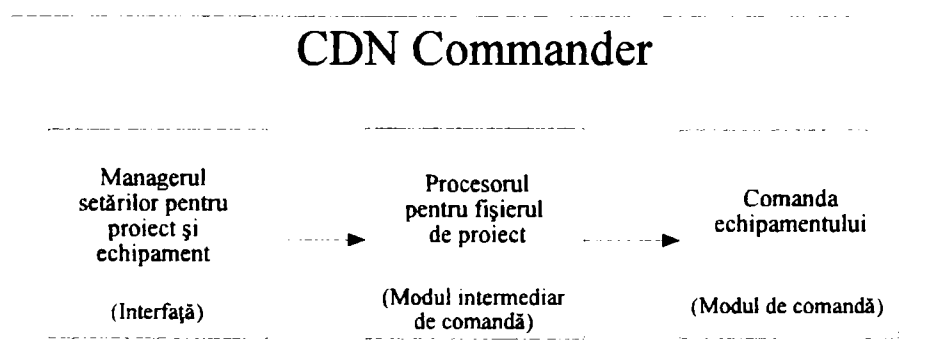 CDN Commander
Managerul
setărilor pentru
proiect şi
echipament
(Interfaţă)
Procesorul
pentru fişierul
de proiect
(Modul intermediar
de comandă)
Comanda
echipamentului
(Modul de comandă)